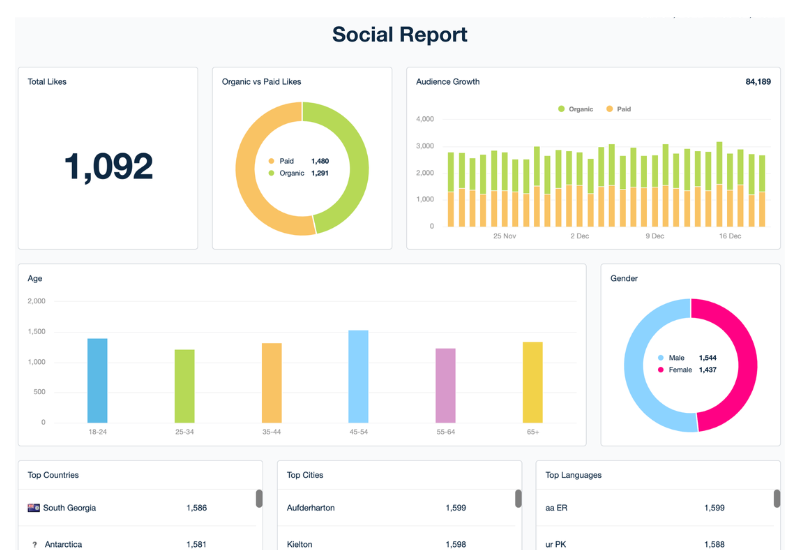 Social Report
Total Likes
1,092
Organic vs Paid Likes
Paid 1,480
Organic 1,291
Audience Growth 84,189
Organic Paid
4,000
3,000
2,000
1,000
0
25 Nov 2 Dec 9 Dec 16 Dec
Age
2,000
1,500
1,000
500
0
18-24 25-34 35-44 45-54 55-64 65+
Gender
Male 1,544
Female 1,437
Top Countries
South Georgia 1,586
? Antarctica 1,581
Top Cities
Aufderharton 1,599
Kielton 1,598
Top Languages
aa ER 1,599
ur PK 1,588